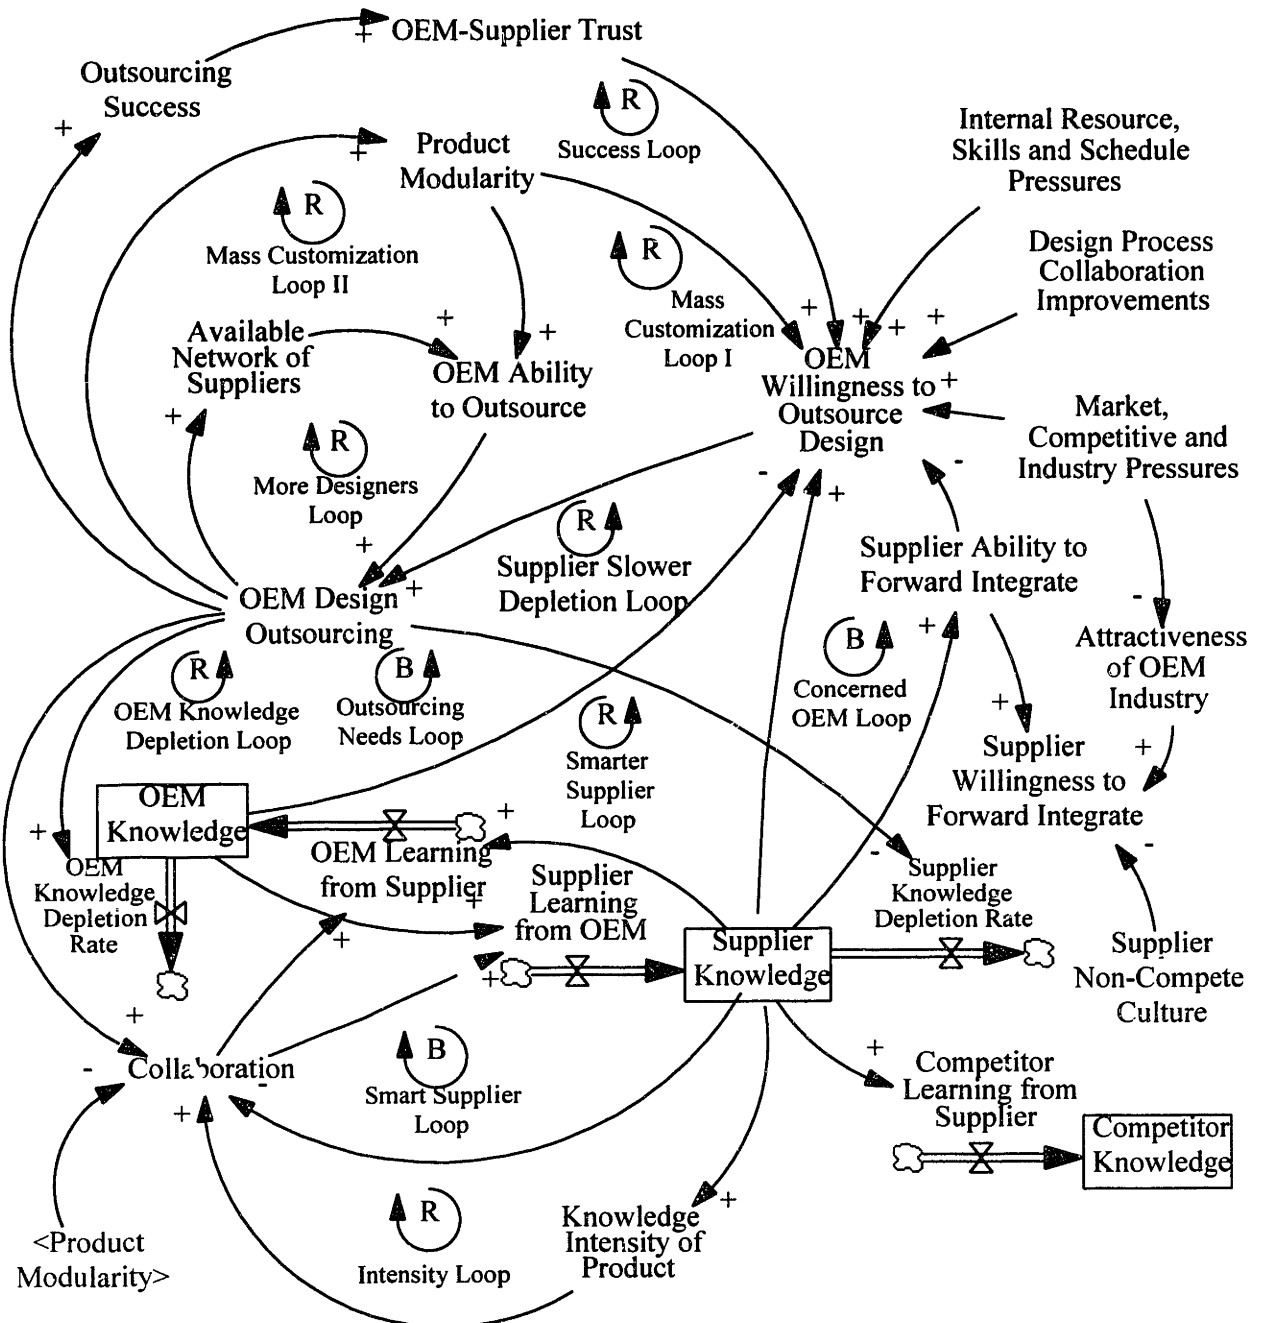 OEM-Supplier Trust
+
Outsourcing
Success
+
R
Success Loop
Product
Modularity
+
Internal Resource,
Skills and Schedule
Pressures
R
Mass Customization
Loop II
R
Mass
Customization
Loop I
Design Process
Collaboration
Improvements
Available
Network of
Suppliers
+
+
+
OEM Ability
to Outsource
+
+
+
+
OEM
Willingness to
Outsource
Design
+
-
+
-
Market,
Competitive and
Industry Pressures
R
More Designers
Loop
+
+
R
Supplier Slower
Depletion Loop
Supplier Ability to
Forward Integrate
+
-
OEM Design
Outsourcing
R
OEM Knowledge
Depletion Loop
B
Outsourcing
Needs Loop
B
Concerned
OEM Loop
Attractiveness
of OEM
Industry
R
Smarter
Supplier
Loop
+
Supplier
Willingness to
Forward Integrate
+
-
OEM
Knowledge
+
+
OEM Learning
from Supplier
+
OEM
Knowledge
Depletion
Rate
Supplier
Learning
from OEM
+
+
-
Supplier
Knowledge
Depletion Rate
Supplier
Knowledge
Supplier
Non-Compete
Culture
+
-
Collaboration
-
+
B
Smart Supplier
Loop
+
Competitor
Learning from
Supplier
Competitor
Knowledge
R
Intensity Loop
+
Knowledge
Intensity of
Product
<Product
Modularity>